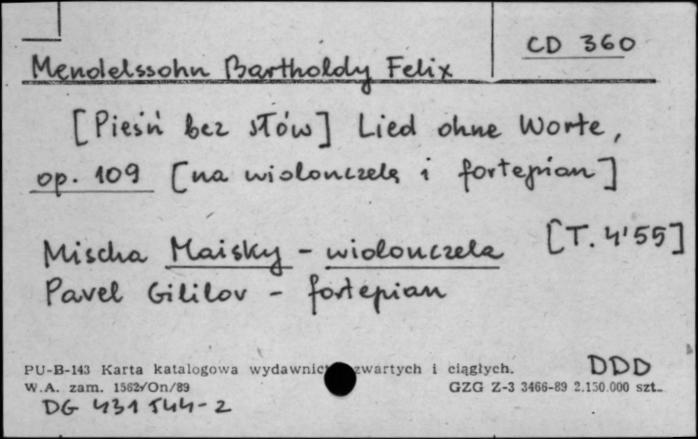 CD 360
Mendelssohn Bartholdy Felix
[Pieśń bez słów] Lied ohne Worte,
op. 109 [na wiolonczelę i fortepian]
Mischa Maisky - wiolonczela [T. 4'55]
Pavel Gililov - fortepian
PU-B-143 Karta katalogowa wydawnict zwartych i ciągłych. DDD
W.A. zam. 1562/On/89 GZG Z-3 3466-89 2.150.000 szt.
DG 431 544-2